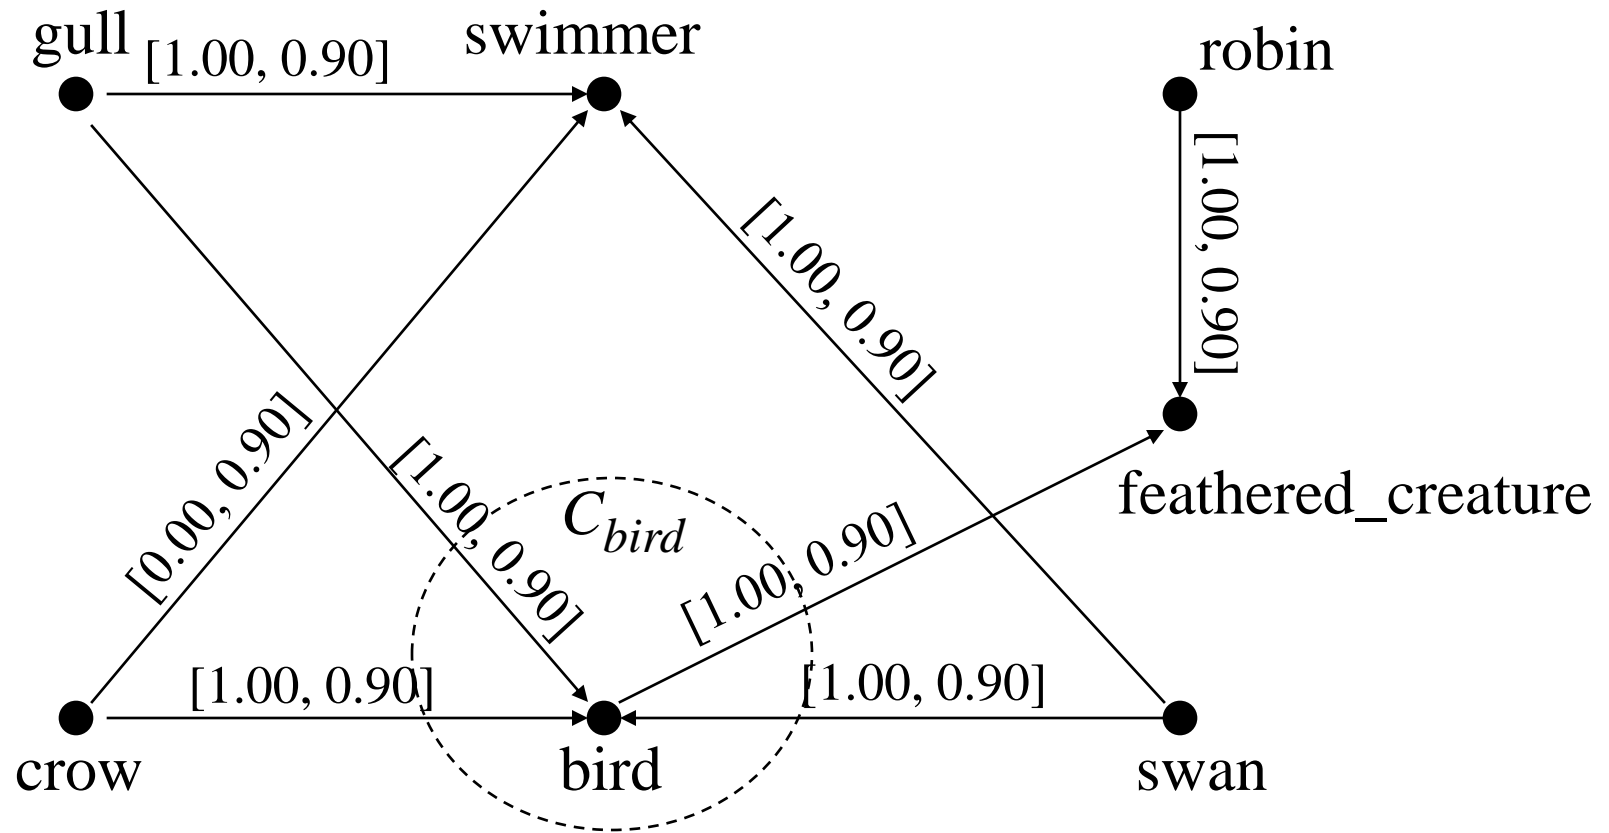 gull
[1.00, 0.90]
swimmer
robin
[1.00, 0.90]
[1.00, 0.90]
[0.00, 0.90]
[1.00, 0.90]
C_bird
[1.00, 0.90]
feathered_creature
[1.00, 0.90]
[1.00, 0.90]
crow
bird
swan